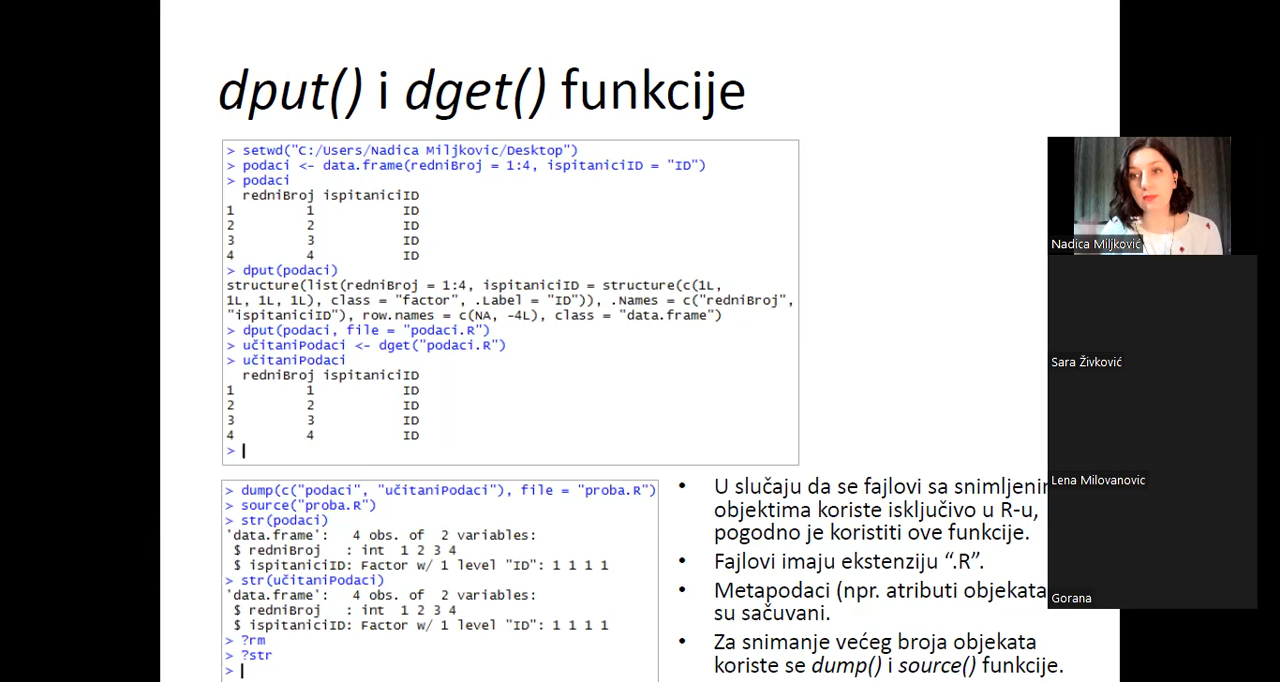 dput() i dget() funkcije
> setwd("C:/Users/Nadica Miljkovic/Desktop")
> podaci <- data.frame(redniBroj = 1:4, ispitaniciID = "ID")
> podaci
  redniBroj ispitaniciID
1         1           ID
2         2           ID
3         3           ID
4         4           ID
> dput(podaci)
structure(list(redniBroj = 1:4, ispitaniciID = structure(c(1L,
1L, 1L, 1L), class = "factor", .Label = "ID")), .Names = c("redniBroj",
"ispitaniciID"), row.names = c(NA, -4L), class = "data.frame")
> dput(podaci, file = "podaci.R")
> učitaniPodaci <- dget("podaci.R")
> učitaniPodaci
  redniBroj ispitaniciID
1         1           ID
2         2           ID
3         3           ID
4         4           ID
>
> dump(c("podaci", "učitaniPodaci"), file = "proba.R")
> source("proba.R")
> str(podaci)
'data.frame':   4 obs. of  2 variables:
 $ redniBroj   : int  1 2 3 4
 $ ispitaniciID: Factor w/ 1 level "ID": 1 1 1 1
> str(učitaniPodaci)
'data.frame':   4 obs. of  2 variables:
 $ redniBroj   : int  1 2 3 4
 $ ispitaniciID: Factor w/ 1 level "ID": 1 1 1 1
> ?rm
> ?str
>
• U slučaju da se fajlovi sa
objektima koriste isključivo u R-u,
pogodno je koristiti ove funkcije.
• Fajlovi imaju ekstenziju “.R”.
• Metapodaci (npr. atributi objekata
su sačuvani.
• Za snimanje većeg broja objekata
koriste se dump() i source() funkcije.
Nadica Miljković
Sara Živković
Lena Milovanovic
Gorana